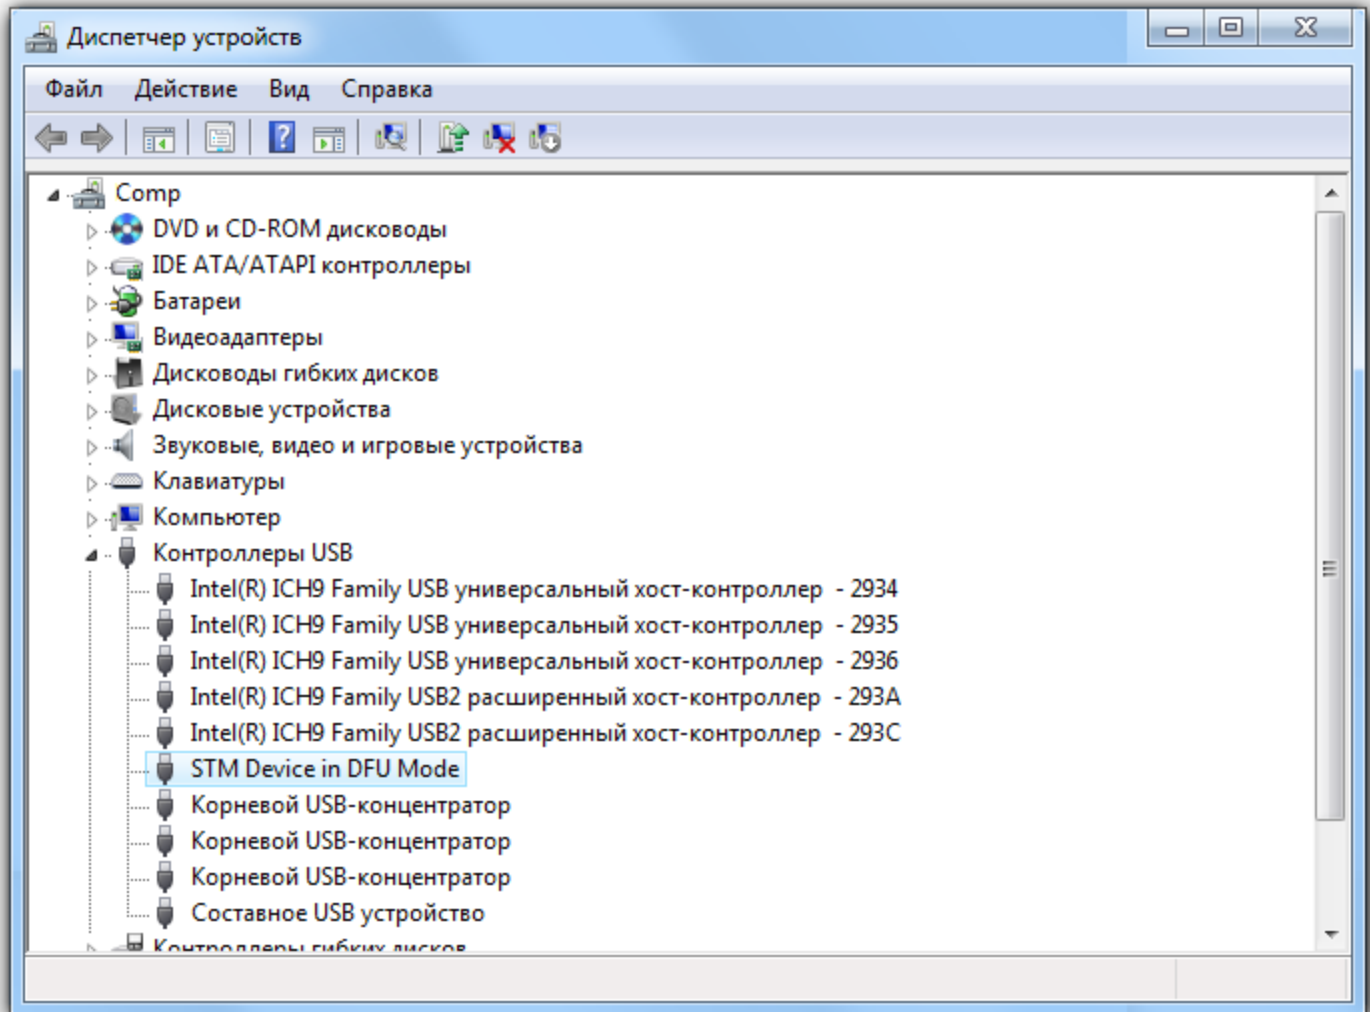 Диспетчер устройств
Файл Действие Вид Справка
Comp
DVD и CD-ROM дисководы
IDE ATA/ATAPI контроллеры
Батареи
Видеоадаптеры
Дисководы гибких дисков
Дисковые устройства
Звуковые, видео и игровые устройства
Клавиатуры
Компьютер
Контроллеры USB
Intel(R) ICH9 Family USB универсальный хост-контроллер - 2934
Intel(R) ICH9 Family USB универсальный хост-контроллер - 2935
Intel(R) ICH9 Family USB универсальный хост-контроллер - 2936
Intel(R) ICH9 Family USB2 расширенный хост-контроллер - 293A
Intel(R) ICH9 Family USB2 расширенный хост-контроллер - 293C
STM Device in DFU Mode
Корневой USB-концентратор
Корневой USB-концентратор
Корневой USB-концентратор
Составное USB устройство
Контроллеры гибких дисков